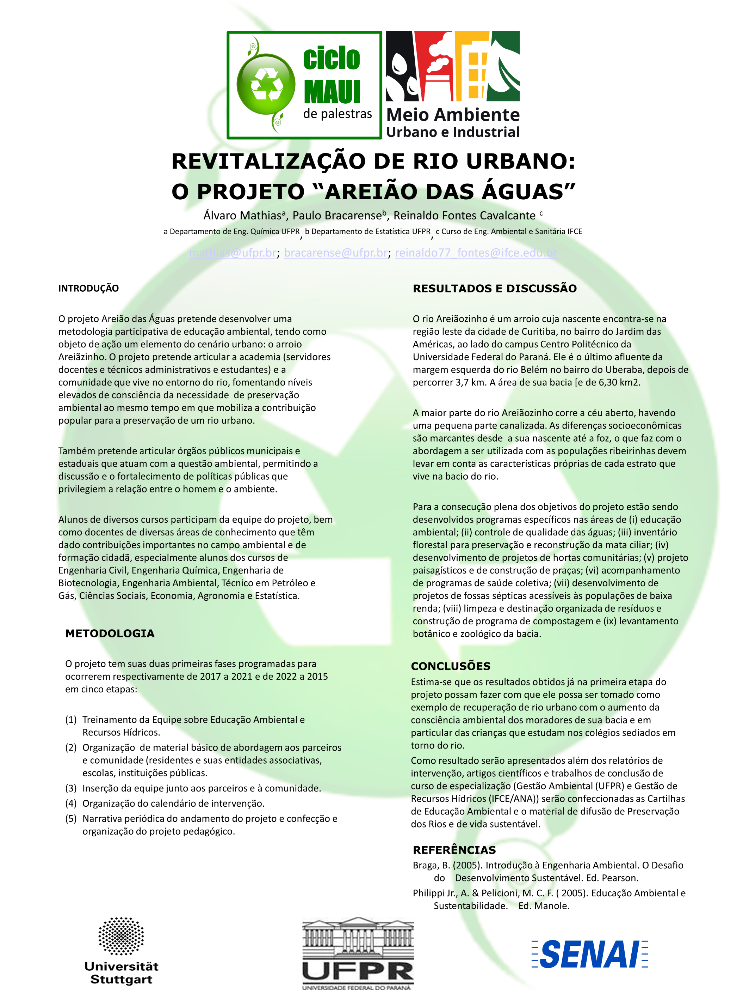 ciclo
MAUI
de palestras
Meio Ambiente
Urbano e Industrial
REVITALIZAÇÃO DE RIO URBANO:
O PROJETO “AREIÃO DAS ÁGUAS”
Álvaro Mathiasª, Paulo Bracarenseᵇ, Reinaldo Fontes Cavalcante ᶜ
a Departamento de Eng. Química UFPR, b Departamento de Estatística UFPR, c Curso de Eng. Ambiental e Sanitária IFCE
mathias@ufpr.br; bracarense@ufpr.br; reinaldo77_fontes@ifce.edu.br
INTRODUÇÃO
O projeto Areião das Águas pretende desenvolver uma
metodologia participativa de educação ambiental, tendo como
objeto de ação um elemento do cenário urbano: o arroio
Areiãzinho. O projeto pretende articular a academia (servidores
docentes e técnicos administrativos e estudantes) e a
comunidade que vive no entorno do rio, fomentando níveis
elevados de consciência da necessidade  de preservação
ambiental ao mesmo tempo em que mobiliza a contribuição
popular para a preservação de um rio urbano.
Também pretende articular órgãos públicos municipais e
estaduais que atuam com a questão ambiental, permitindo a
discussão e o fortalecimento de políticas públicas que
privilegiem a relação entre o homem e o ambiente.
Alunos de diversos cursos participam da equipe do projeto, bem
como docentes de diversas áreas de conhecimento que têm
dado contribuições importantes no campo ambiental e de
formação cidadã, especialmente alunos dos cursos de
Engenharia Civil, Engenharia Química, Engenharia de
Biotecnologia, Engenharia Ambiental, Técnico em Petróleo e
Gás, Ciências Sociais, Economia, Agronomia e Estatística.
METODOLOGIA
O projeto tem suas duas primeiras fases programadas para
ocorrerem respectivamente de 2017 a 2021 e de 2022 a 2015
em cinco etapas:
(1) Treinamento da Equipe sobre Educação Ambiental e
Recursos Hídricos.
(2) Organização  de material básico de abordagem aos parceiros
e comunidade (residentes e suas entidades associativas,
escolas, instituições públicas.
(3) Inserção da equipe junto aos parceiros e à comunidade.
(4) Organização do calendário de intervenção.
(5) Narrativa periódica do andamento do projeto e confecção e
organização do projeto pedagógico.
RESULTADOS E DISCUSSÃO
O rio Areiãozinho é um arroio cuja nascente encontra-se na
região leste da cidade de Curitiba, no bairro do Jardim das
Américas, ao lado do campus Centro Politécnico da
Universidade Federal do Paraná. Ele é o último afluente da
margem esquerda do rio Belém no bairro do Uberaba, depois de
percorrer 3,7 km. A área de sua bacia [e de 6,30 km2.
A maior parte do rio Areiãozinho corre a céu aberto, havendo
uma pequena parte canalizada. As diferenças socioeconômicas
são marcantes desde  a sua nascente até a foz, o que faz com o
abordagem a ser utilizada com as populações ribeirinhas devem
levar em conta as características próprias de cada estrato que
vive na bacio do rio.
Para a consecução plena dos objetivos do projeto estão sendo
desenvolvidos programas específicos nas áreas de (i) educação
ambiental; (ii) controle de qualidade das águas; (iii) inventário
florestal para preservação e reconstrução da mata ciliar; (iv)
desenvolvimento de projetos de hortas comunitárias; (v) projeto
paisagísticos e de construção de praças; (vi) acompanhamento
de programas de saúde coletiva; (vii) desenvolvimento de
projetos de fossas sépticas acessíveis às populações de baixa
renda; (viii) limpeza e destinação organizada de resíduos e
construção de programa de compostagem e (ix) levantamento
botânico e zoológico da bacia.
CONCLUSÕES
Estima-se que os resultados obtidos já na primeira etapa do
projeto possam fazer com que ele possa ser tomado como
exemplo de recuperação de rio urbano com o aumento da
consciência ambiental dos moradores de sua bacia e em
particular das crianças que estudam nos colégios sediados em
torno do rio.
Como resultado serão apresentados além dos relatórios de
intervenção, artigos científicos e trabalhos de conclusão de
curso de especialização (Gestão Ambiental (UFPR) e Gestão de
Recursos Hídricos (IFCE/ANA)) serão confeccionadas as Cartilhas
de Educação Ambiental e o material de difusão de Preservação
dos Rios e de vida sustentável.
REFERÊNCIAS
Braga, B. (2005). Introdução à Engenharia Ambiental. O Desafio
do   Desenvolvimento Sustentável. Ed. Pearson.
Philippi Jr., A. & Pelicioni, M. C. F. ( 2005). Educação Ambiental e
Sustentabilidade.   Ed. Manole.
Universität
Stuttgart
UFPR
UNIVERSIDADE FEDERAL DO PARANÁ
SENAI